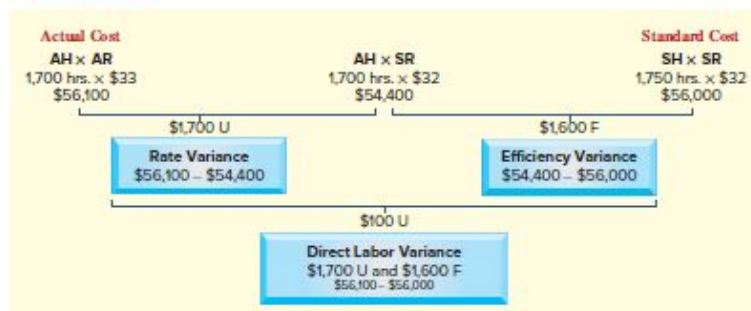 Actual Cost
AH x AR
1,700 hrs. x $33
$56,100
AH x SR
1,700 hrs. x $32
$54,400
Standard Cost
SH x SR
1,750 hrs. x $32
$56,000
$1,700 U
$1,600 F
Rate Variance
$56,100 – $54,400
Efficiency Variance
$54,400 – $56,000
$100 U
Direct Labor Variance
$1,700 U and $1,600 F
$56,100 – $56,000